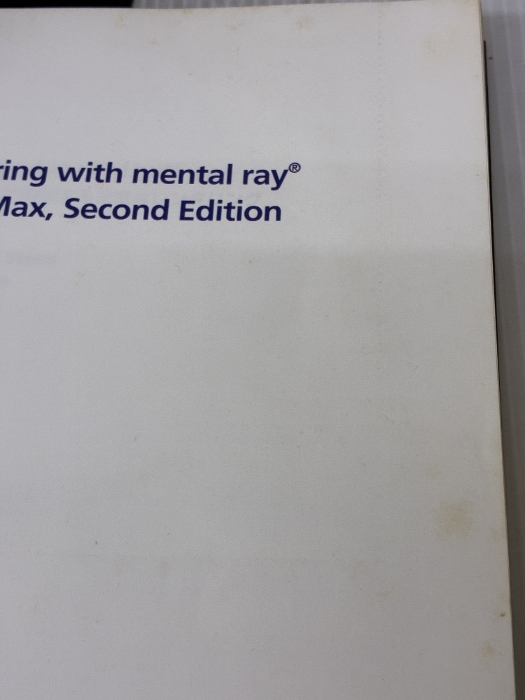 ring with mental ray®
Max, Second Edition